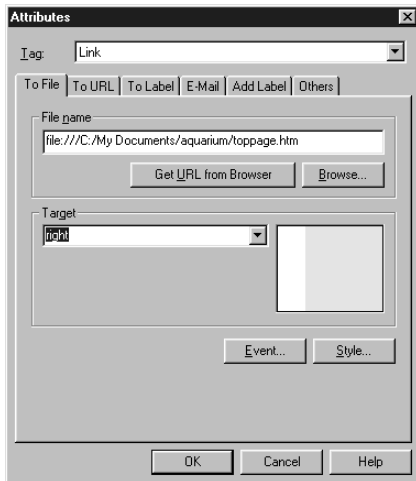 Attributes
Tag: Link
To File To URL To Label E-Mail Add Label Others
File name
file:///C:/My Documents/aquarium/toppage.htm
Get URL from Browser Browse...
Target
right
Event... Style...
OK Cancel Help